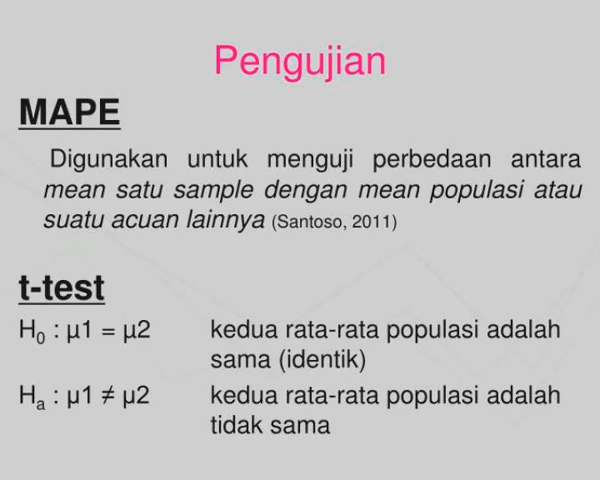 Pengujian
MAPE
Digunakan untuk menguji perbedaan antara
mean satu sample dengan mean populasi atau
suatu acuan lainnya (Santoso, 2011)
t-test
H₀ : μ1 = μ2 kedua rata-rata populasi adalah
sama (identik)
Hₐ : μ1 ≠ μ2 kedua rata-rata populasi adalah
tidak sama